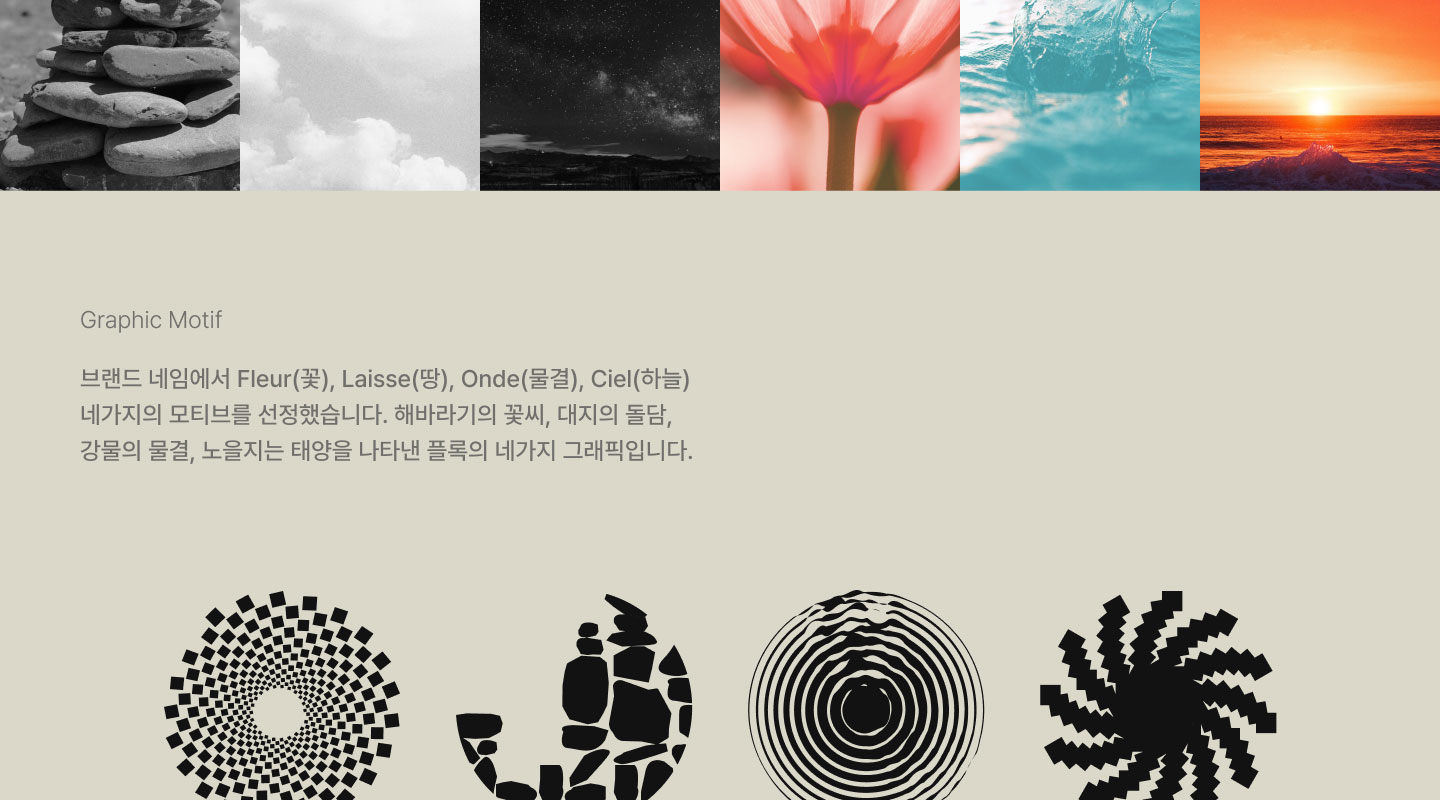 Graphic Motif
브랜드 네임에서 Fleur(꽃), Laisse(땅), Onde(물결), Ciel(하늘)
네가지의 모티브를 선정했습니다. 해바라기의 꽃씨, 대지의 돌담,
강물의 물결, 노을지는 태양을 나타낸 플록의 네가지 그래픽입니다.